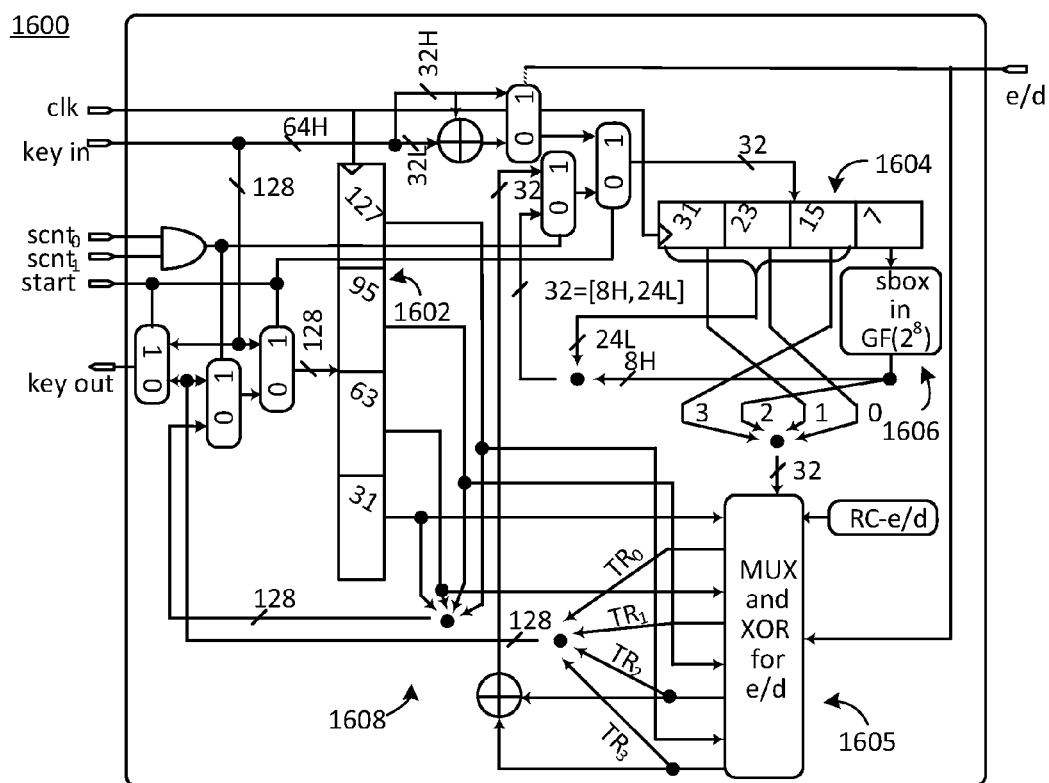 1600
clk
key in
scnt₀
scnt₁
start
key out
e/d
64H
32H
32L
128
1
0
1
0
1
0
32
32
1604
31
23
15
7
127
95
63
31
1602
128
1
0
1
0
1
0
32=[8H,24L]
24L
8H
sbox
in
GF(2⁸)
1606
3
2
1
0
32
RC-e/d
MUX
and
XOR
for
e/d
TR₀
TR₁
TR₂
TR₃
128
128
1608
1605